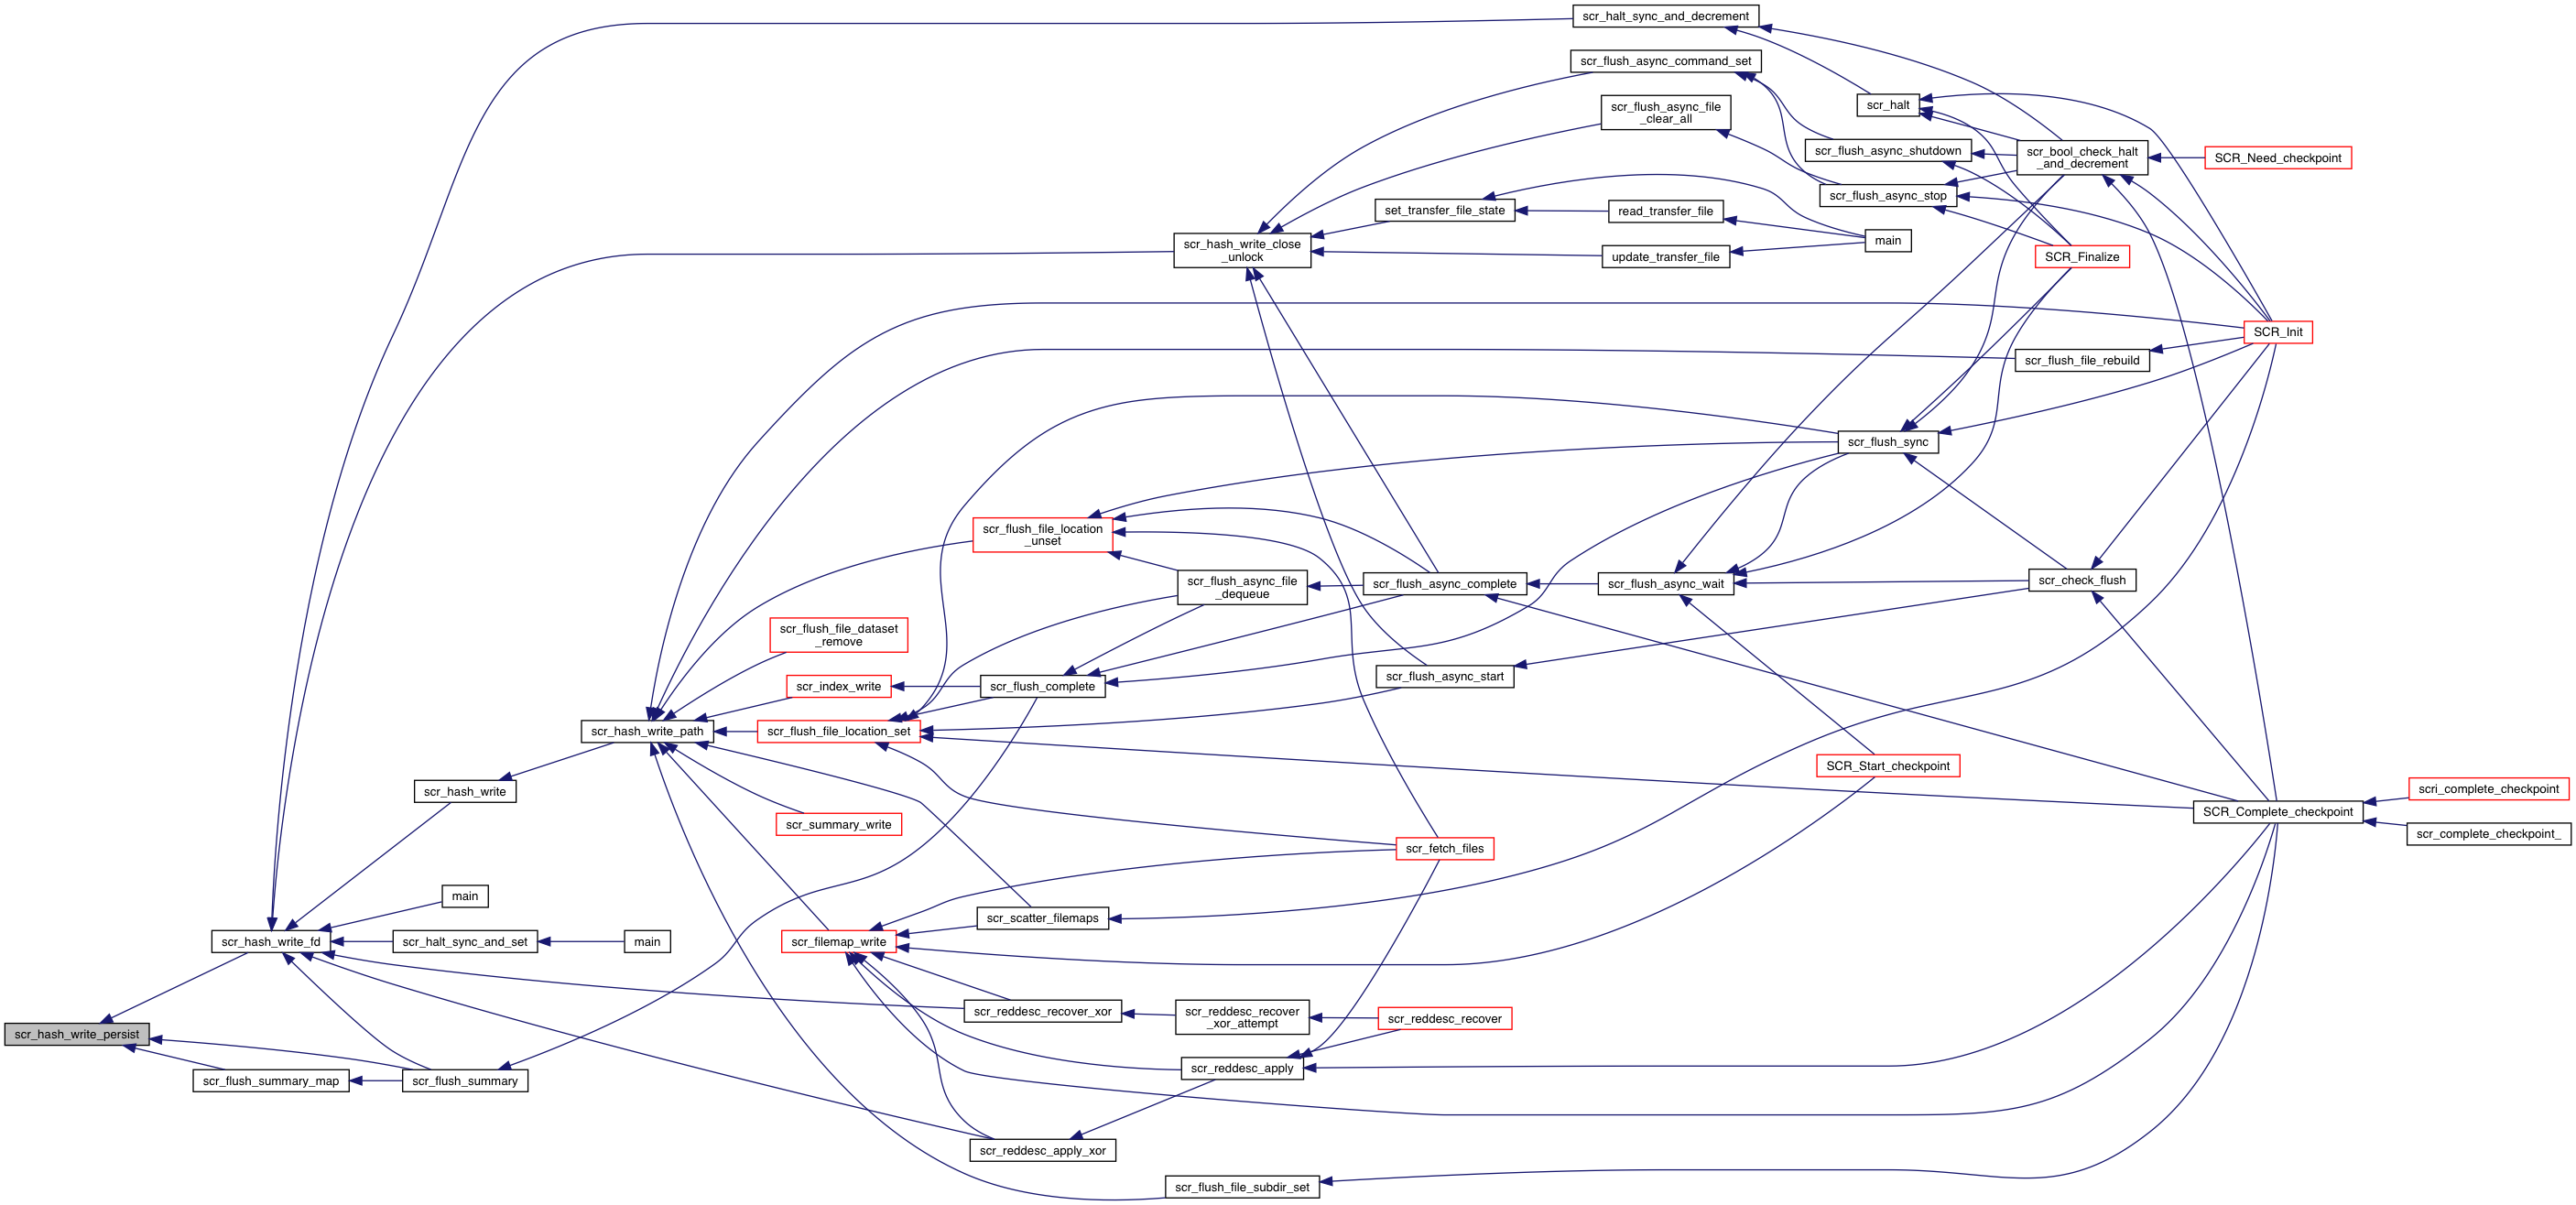 scr_halt_sync_and_decrement
scr_flush_async_command_set
scr_flush_async_file
_clear_all
scr_halt
scr_flush_async_shutdown
scr_bool_check_halt
_and_decrement
SCR_Need_checkpoint
scr_flush_async_stop
set_transfer_file_state
read_transfer_file
main
scr_hash_write_close
_unlock
update_transfer_file
SCR_Finalize
SCR_Init
scr_flush_file_rebuild
scr_flush_sync
scr_flush_file_location
_unset
scr_flush_async_file
_dequeue
scr_flush_async_complete
scr_flush_async_wait
scr_check_flush
scr_flush_file_dataset
_remove
scr_index_write
scr_flush_complete
scr_flush_async_start
scr_hash_write_path
scr_flush_file_location_set
scr_hash_write
SCR_Start_checkpoint
scri_complete_checkpoint
SCR_Complete_checkpoint
scr_complete_checkpoint_
scr_summary_write
scr_fetch_files
main
scr_scatter_filemaps
scr_hash_write_fd
scr_halt_sync_and_set
main
scr_filemap_write
scr_reddesc_recover_xor
scr_reddesc_recover
_xor_attempt
scr_reddesc_recover
scr_hash_write_persist
scr_flush_summary_map
scr_flush_summary
scr_reddesc_apply
scr_reddesc_apply_xor
scr_flush_file_subdir_set